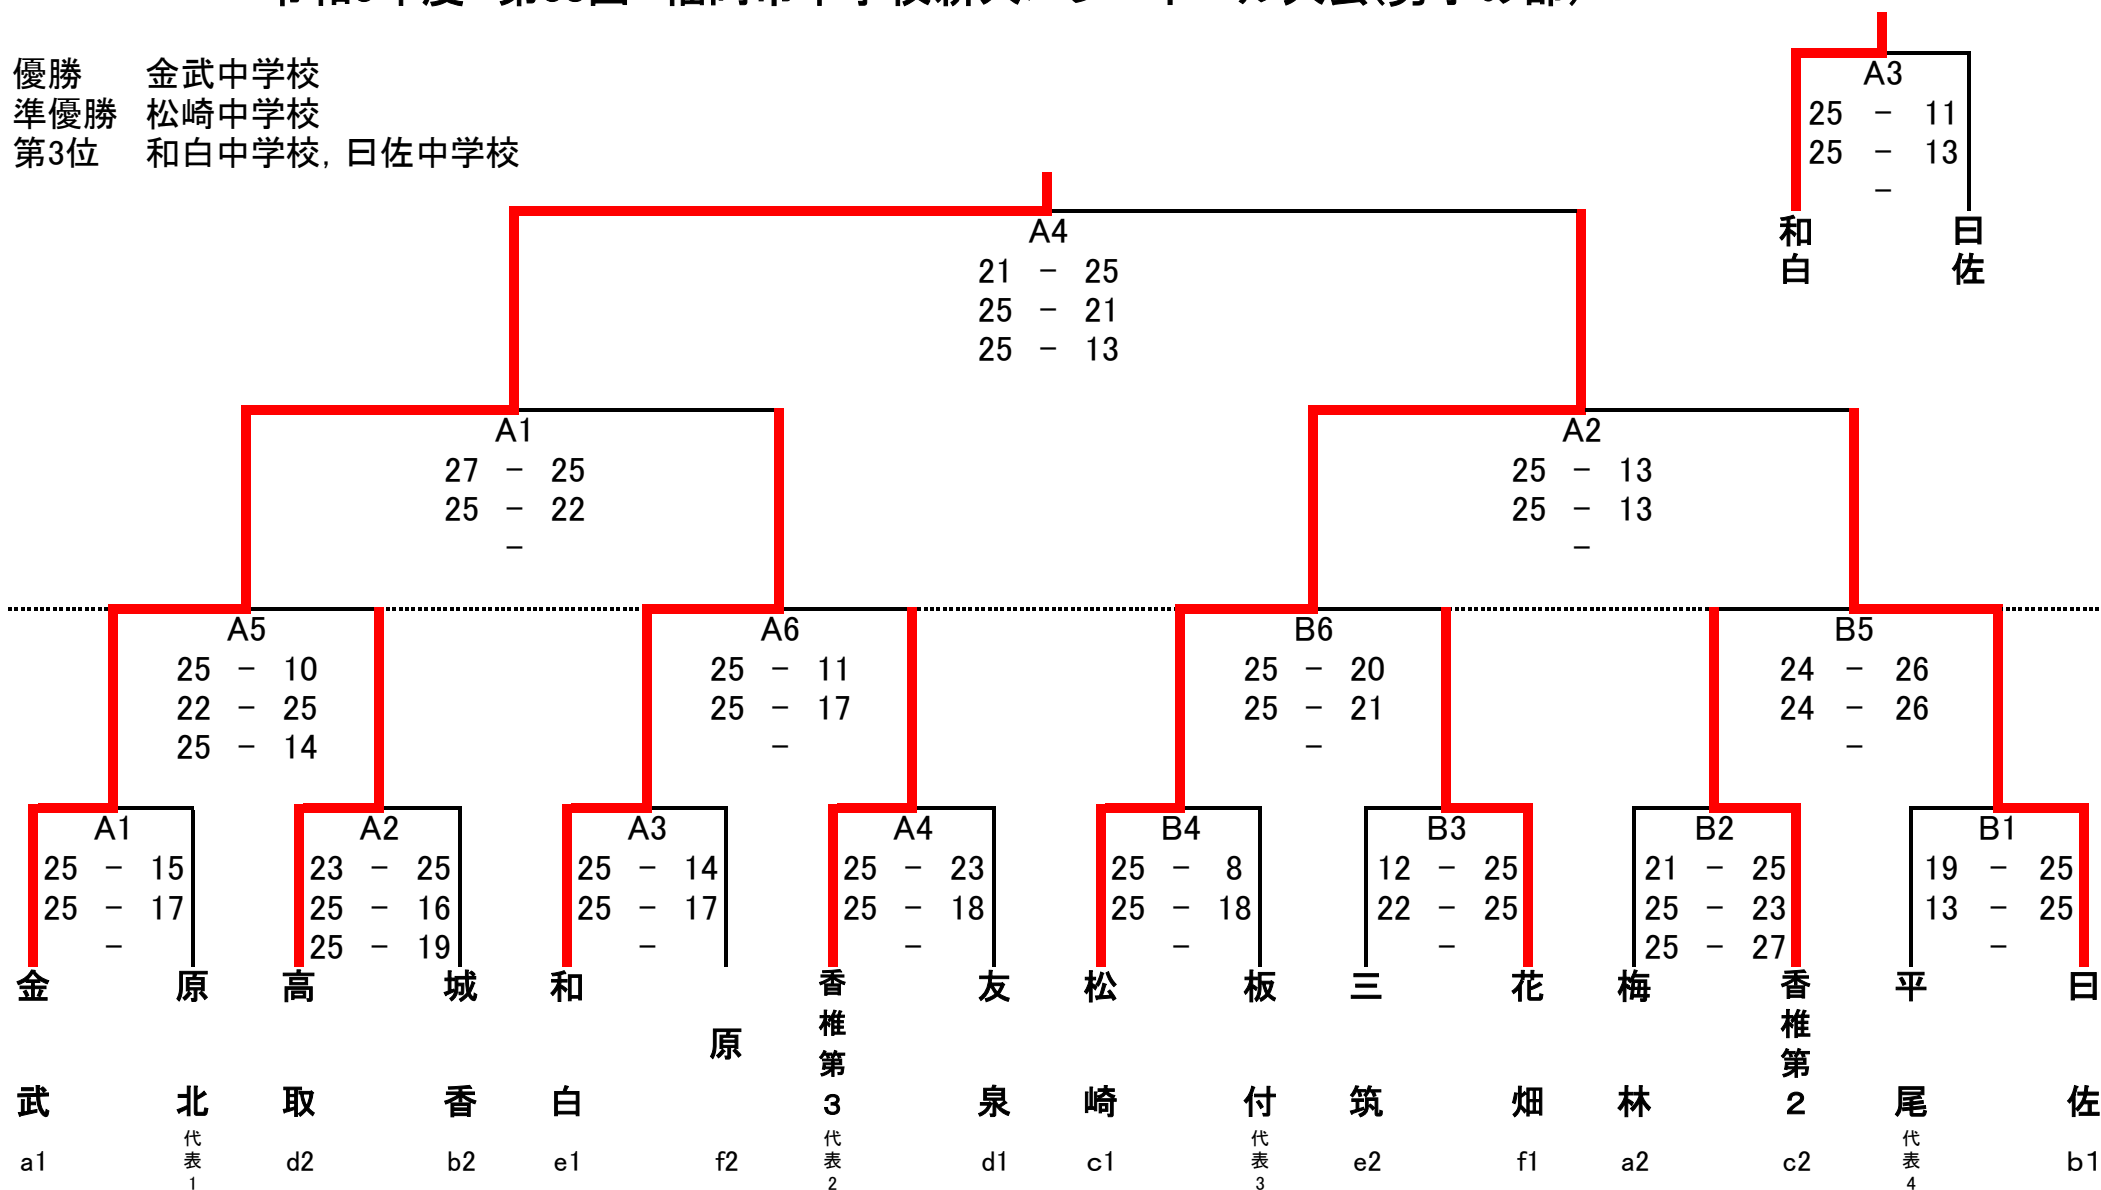 優勝 金武中学校
準優勝 松崎中学校
第3位 和白中学校, 日佐中学校
A3
25 - 11
25 - 13
-
和白
日佐
A4
21 - 25
25 - 21
25 - 13
A1
27 - 25
25 - 22
-
A2
25 - 13
25 - 13
-
A5
25 - 10
22 - 25
25 - 14
A6
25 - 11
25 - 17
-
B6
25 - 20
25 - 21
-
B5
24 - 26
24 - 26
-
A1
25 - 15
25 - 17
-
A2
23 - 25
25 - 16
25 - 19
A3
25 - 14
25 - 17
-
A4
25 - 23
25 - 18
-
B4
25 - 8
25 - 18
-
B3
12 - 25
22 - 25
-
B2
21 - 25
25 - 23
25 - 27
B1
19 - 25
13 - 25
-
金武
原北
高取
城香
和白
原
香椎第3
友泉
松崎
板付
三筑
花畑
梅林
香椎第2
平尾
日佐
a1
代表1
d2
b2
e1
f2
代表2
d1
c1
代表3
e2
f1
a2
c2
代表4
b1